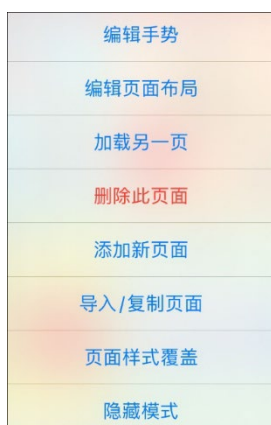 编辑手势
编辑页面布局
加载另一页
删除此页面
添加新页面
导入/复制页面
页面样式覆盖
隐藏模式